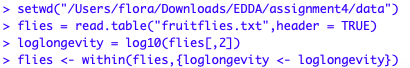 > setwd("/Users/flora/Downloads/EDDA/assignment4/data")
> flies = read.table("fruitflies.txt",header = TRUE)
> loglongevity = log10(flies[,2])
> flies <- within(flies,{loglongevity <- loglongevity})